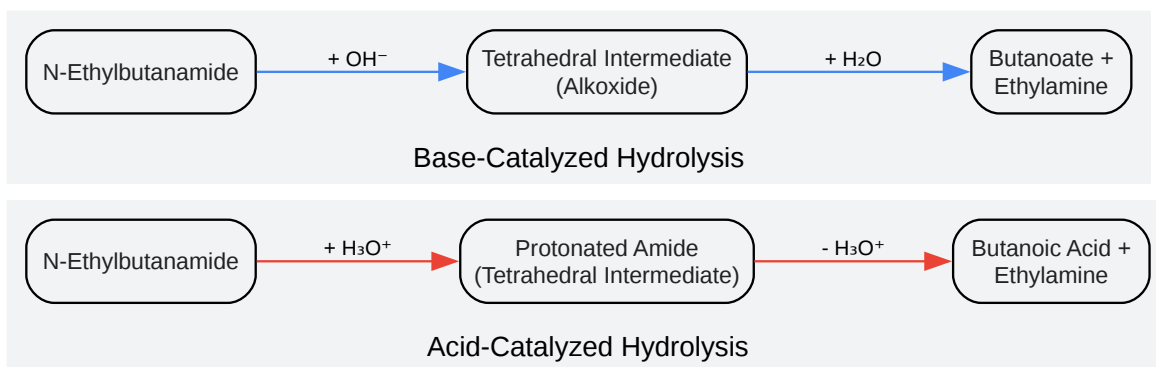 N-Ethylbutanamide
+ OH⁻
Tetrahedral Intermediate
(Alkoxide)
+ H₂O
Butanoate +
Ethylamine
Base-Catalyzed Hydrolysis
N-Ethylbutanamide
+ H₃O⁺
Protonated Amide
(Tetrahedral Intermediate)
- H₃O⁺
Butanoic Acid +
Ethylamine
Acid-Catalyzed Hydrolysis